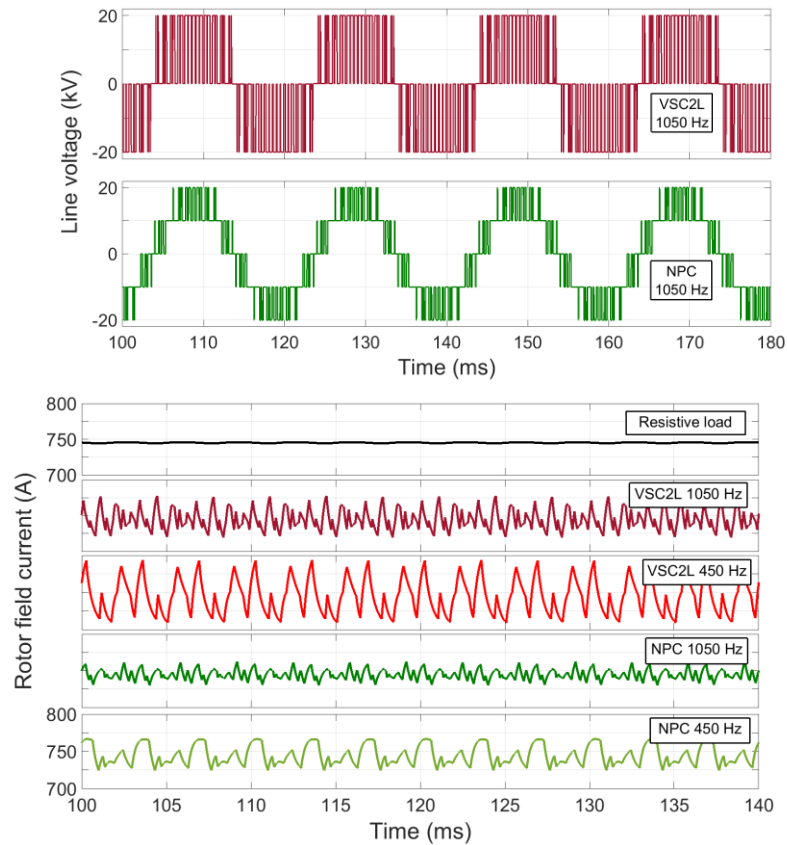 20
0
-20
VSC2L
1050 Hz
Line voltage (kV)
20
0
-20
NPC
1050 Hz
100 110 120 130 140 150 160 170 180
Time (ms)
800
750
700
Resistive load
Rotor field current (A)
VSC2L 1050 Hz
VSC2L 450 Hz
NPC 1050 Hz
800
750
700
NPC 450 Hz
100 105 110 115 120 125 130 135 140
Time (ms)